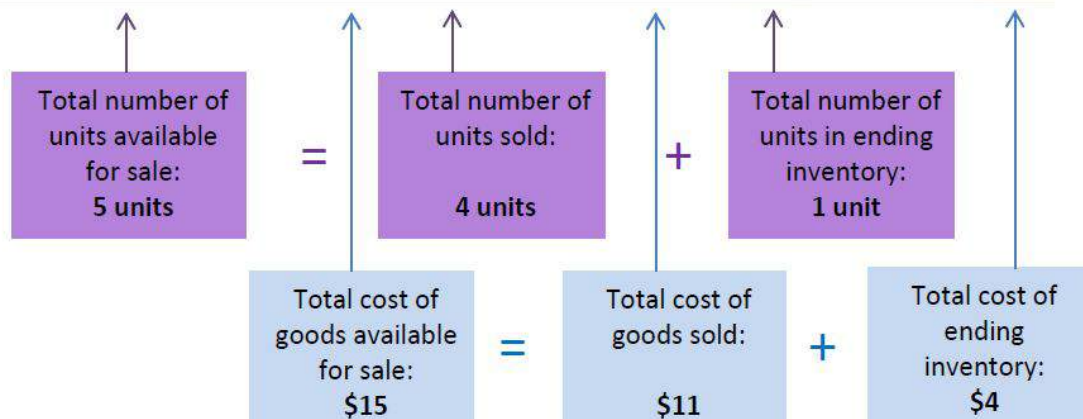 Total number of
units available
for sale:
5 units
=
Total number of
units sold:
4 units
+
Total number of
units in ending
inventory:
1 unit
Total cost of
goods available
for sale:
$15
=
Total cost of
goods sold:
$11
+
Total cost of
ending
inventory:
$4